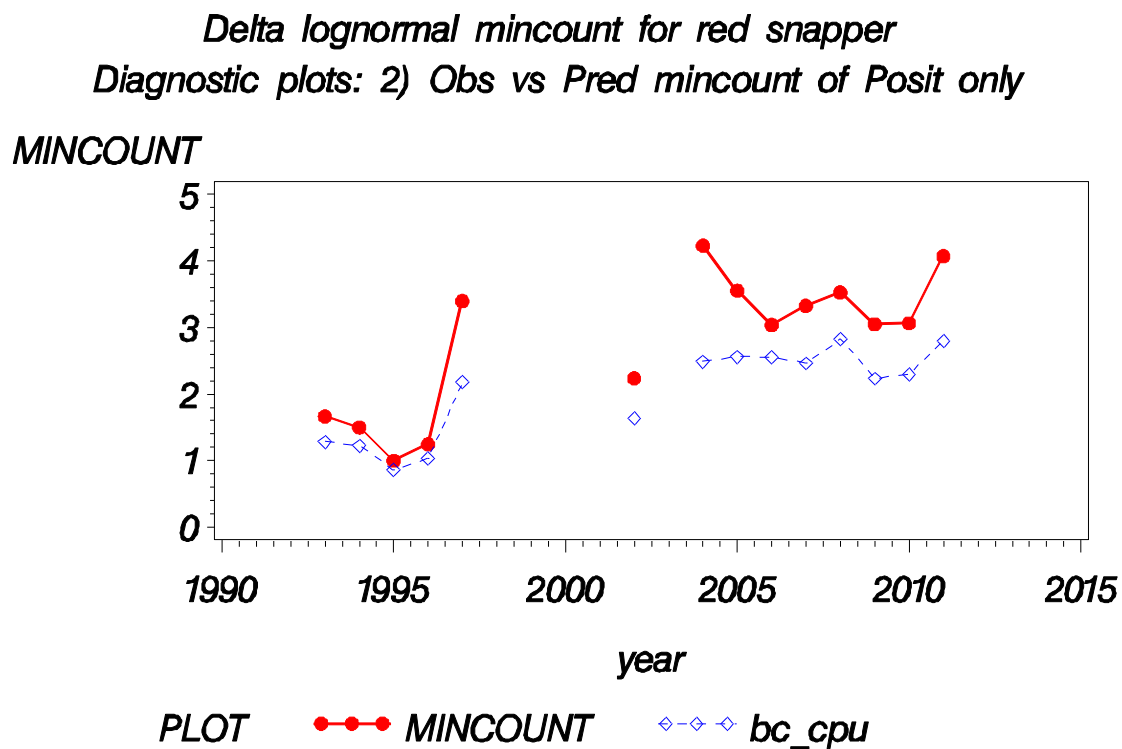 Delta lognormal mincount for red snapper
Diagnostic plots: 2) Obs vs Pred mincount of Posit only
MINCOUNT
5
4
3
2
1
0
1990 1995 2000 2005 2010 2015
year
PLOT MINCOUNT bc_cpu